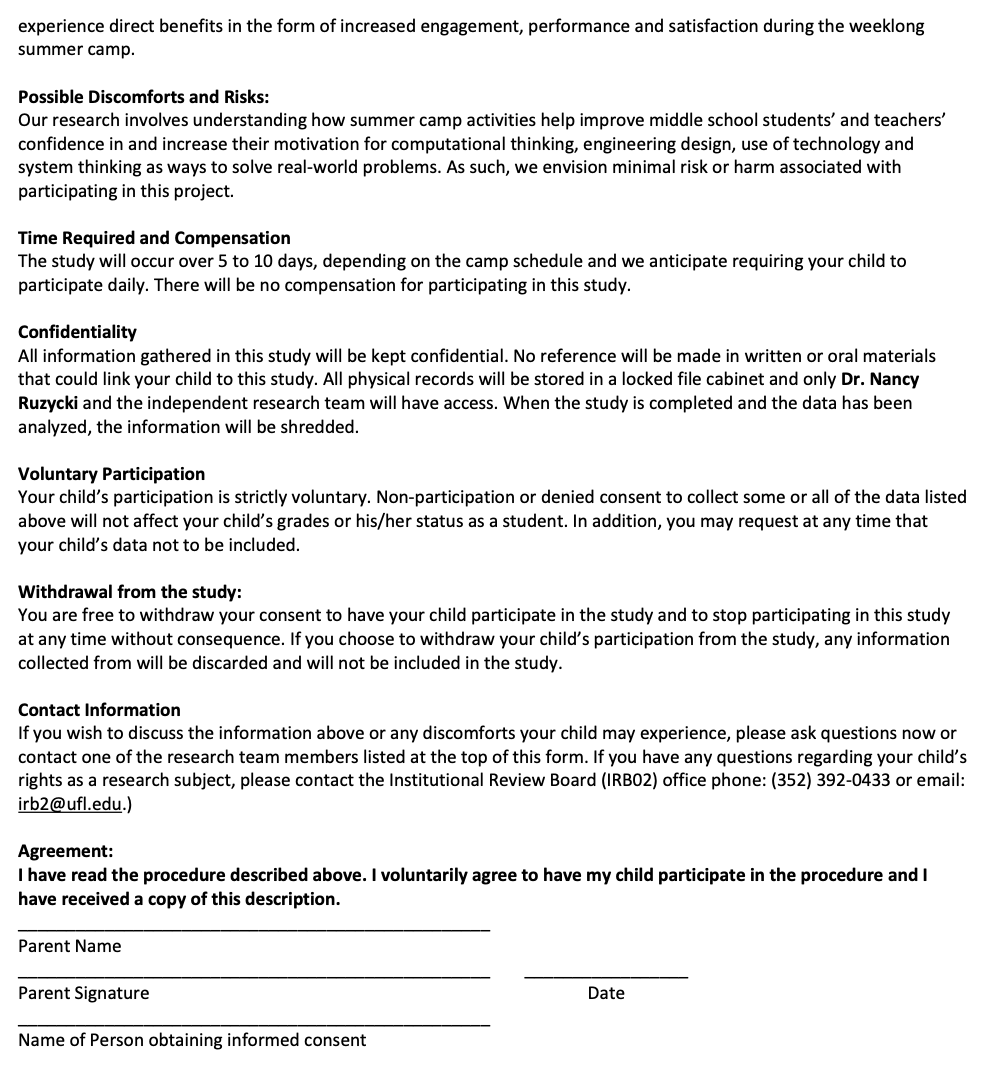 experience direct benefits in the form of increased engagement, performance and satisfaction during the weeklong
summer camp.
Possible Discomforts and Risks:
Our research involves understanding how summer camp activities help improve middle school students’ and teachers’
confidence in and increase their motivation for computational thinking, engineering design, use of technology and
system thinking as ways to solve real-world problems. As such, we envision minimal risk or harm associated with
participating in this project.
Time Required and Compensation
The study will occur over 5 to 10 days, depending on the camp schedule and we anticipate requiring your child to
participate daily. There will be no compensation for participating in this study.
Confidentiality
All information gathered in this study will be kept confidential. No reference will be made in written or oral materials
that could link your child to this study. All physical records will be stored in a locked file cabinet and only Dr. Nancy
Ruzycki and the independent research team will have access. When the study is completed and the data has been
analyzed, the information will be shredded.
Voluntary Participation
Your child’s participation is strictly voluntary. Non-participation or denied consent to collect some or all of the data listed
above will not affect your child’s grades or his/her status as a student. In addition, you may request at any time that
your child’s data not to be included.
Withdrawal from the study:
You are free to withdraw your consent to have your child participate in the study and to stop participating in this study
at any time without consequence. If you choose to withdraw your child’s participation from the study, any information
collected from will be discarded and will not be included in the study.
Contact Information
If you wish to discuss the information above or any discomforts your child may experience, please ask questions now or
contact one of the research team members listed at the top of this form. If you have any questions regarding your child’s
rights as a research subject, please contact the Institutional Review Board (IRB02) office phone: (352) 392-0433 or email:
irb2@ufl.edu.)
Agreement:
I have read the procedure described above. I voluntarily agree to have my child participate in the procedure and I
have received a copy of this description.
Parent Name
Parent Signature Date
Name of Person obtaining informed consent